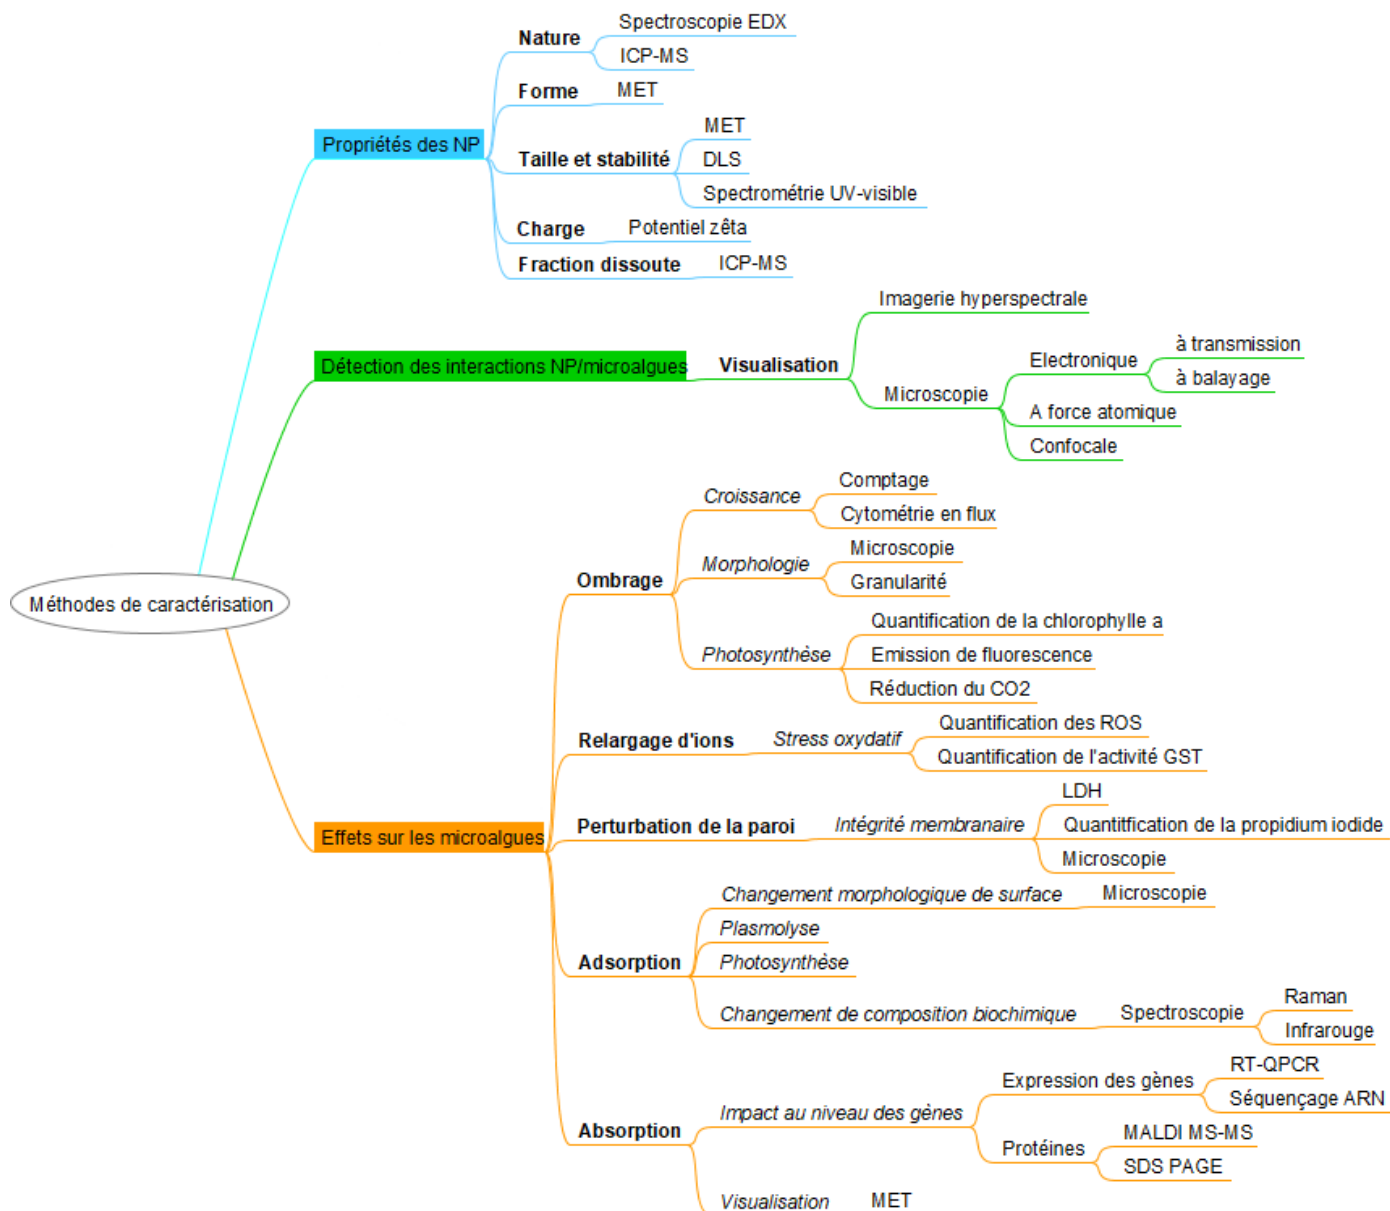 Méthodes de caractérisation
Propriétés des NP
Nature
Spectroscopie EDX
ICP-MS
Forme
MET
Taille et stabilité
MET
DLS
Spectrométrie UV-visible
Charge
Potentiel zêta
Fraction dissoute
ICP-MS
Détection des interactions NP/microalgues
Visualisation
Imagerie hyperspectrale
Microscopie
Electronique
à transmission
à balayage
A force atomique
Confocale
Effets sur les microalgues
Ombrage
Croissance
Comptage
Cytométrie en flux
Morphologie
Microscopie
Granularité
Photosynthèse
Quantification de la chlorophylle a
Emission de fluorescence
Réduction du CO2
Relargage d'ions
Stress oxydatif
Quantification des ROS
Quantification de l'activité GST
Perturbation de la paroi
Intégrité membranaire
LDH
Quantitfication de la propidium iodide
Microscopie
Adsorption
Changement morphologique de surface
Microscopie
Plasmolyse
Photosynthèse
Changement de composition biochimique
Spectroscopie
Raman
Infrarouge
Absorption
Impact au niveau des gènes
Expression des gènes
RT-QPCR
Séquençage ARN
Protéines
MALDI MS-MS
SDS PAGE
Visualisation
MET